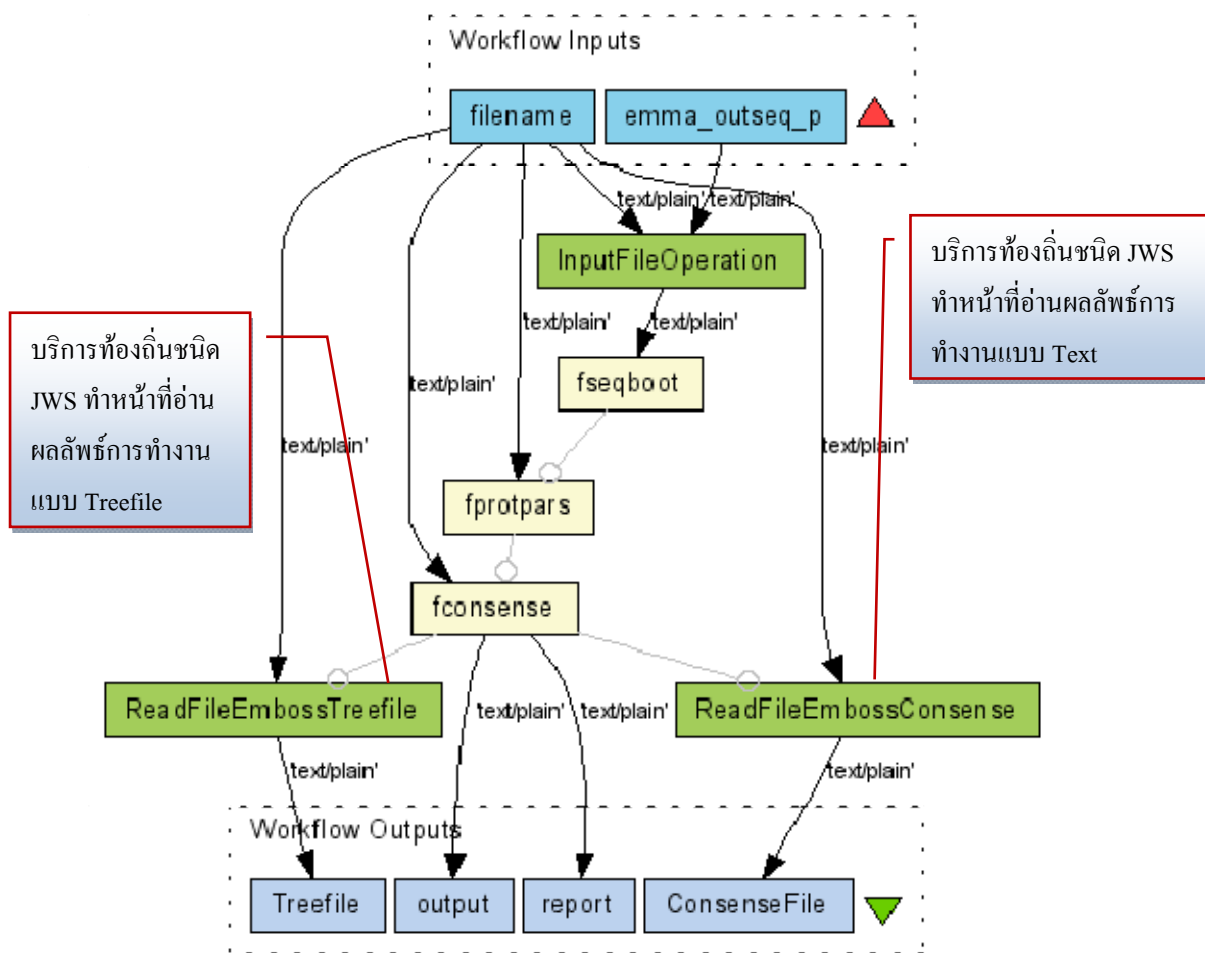 Workflow Inputs
filename
emma_outseq_p
'text/plain'
'text/plain'
InputFileOperation
บริการท้องถิ่นชนิด JWS
ทำหน้าที่อ่านผลลัพธ์การ
ทำงานแบบ Text
บริการท้องถิ่นชนิด
JWS ทำหน้าที่อ่าน
ผลลัพธ์การทำงาน
แบบ Treefile
'text/plain'
'text/plain'
fseqboot
'text/plain'
'text/plain'
'text/plain'
fprotpars
fconsense
ReadFileEmbossTreefile
'text/plain'
'text/plain'
ReadFileEmbossConsense
'text/plain'
'text/plain'
Workflow Outputs
Treefile
output
report
ConsenseFile